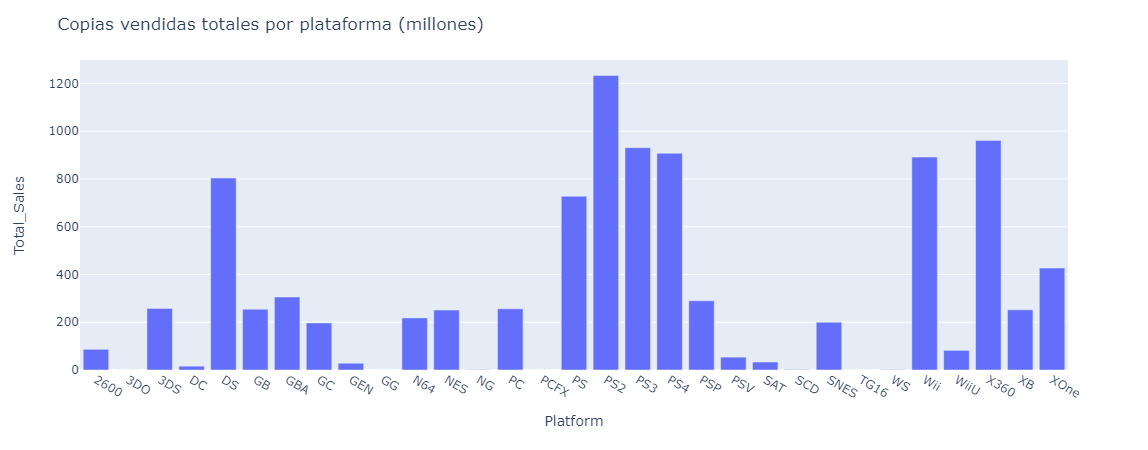 Copias vendidas totales por plataforma (millones)
1200
1000
800
600
400
200
0
Total_Sales
2600
3DO
3DS
DC
DS
GB
GBA
GC
GEN
GG
N64
NES
NG
PC
PCFX
PS
PS2
PS3
PS4
PSP
PSV
SAT
SCD
SNES
TG16
WS
Wii
WiiU
X360
XB
XOne
Platform